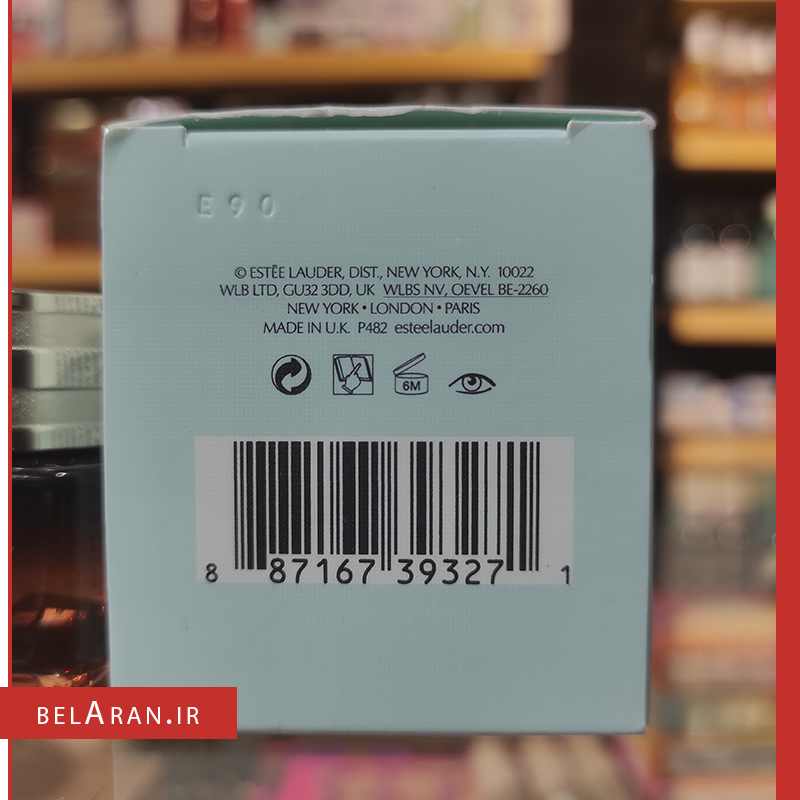 E90
© ESTĒE LAUDER, DIST., NEW YORK, N.Y. 10022
WLB LTD, GU32 3DD, UK WLBS NV, OEVEL BE-2260
NEW YORK • LONDON • PARIS
MADE IN U.K. P482 esteelauder.com
6M
8 87167 39327 1
BELARAN.IR